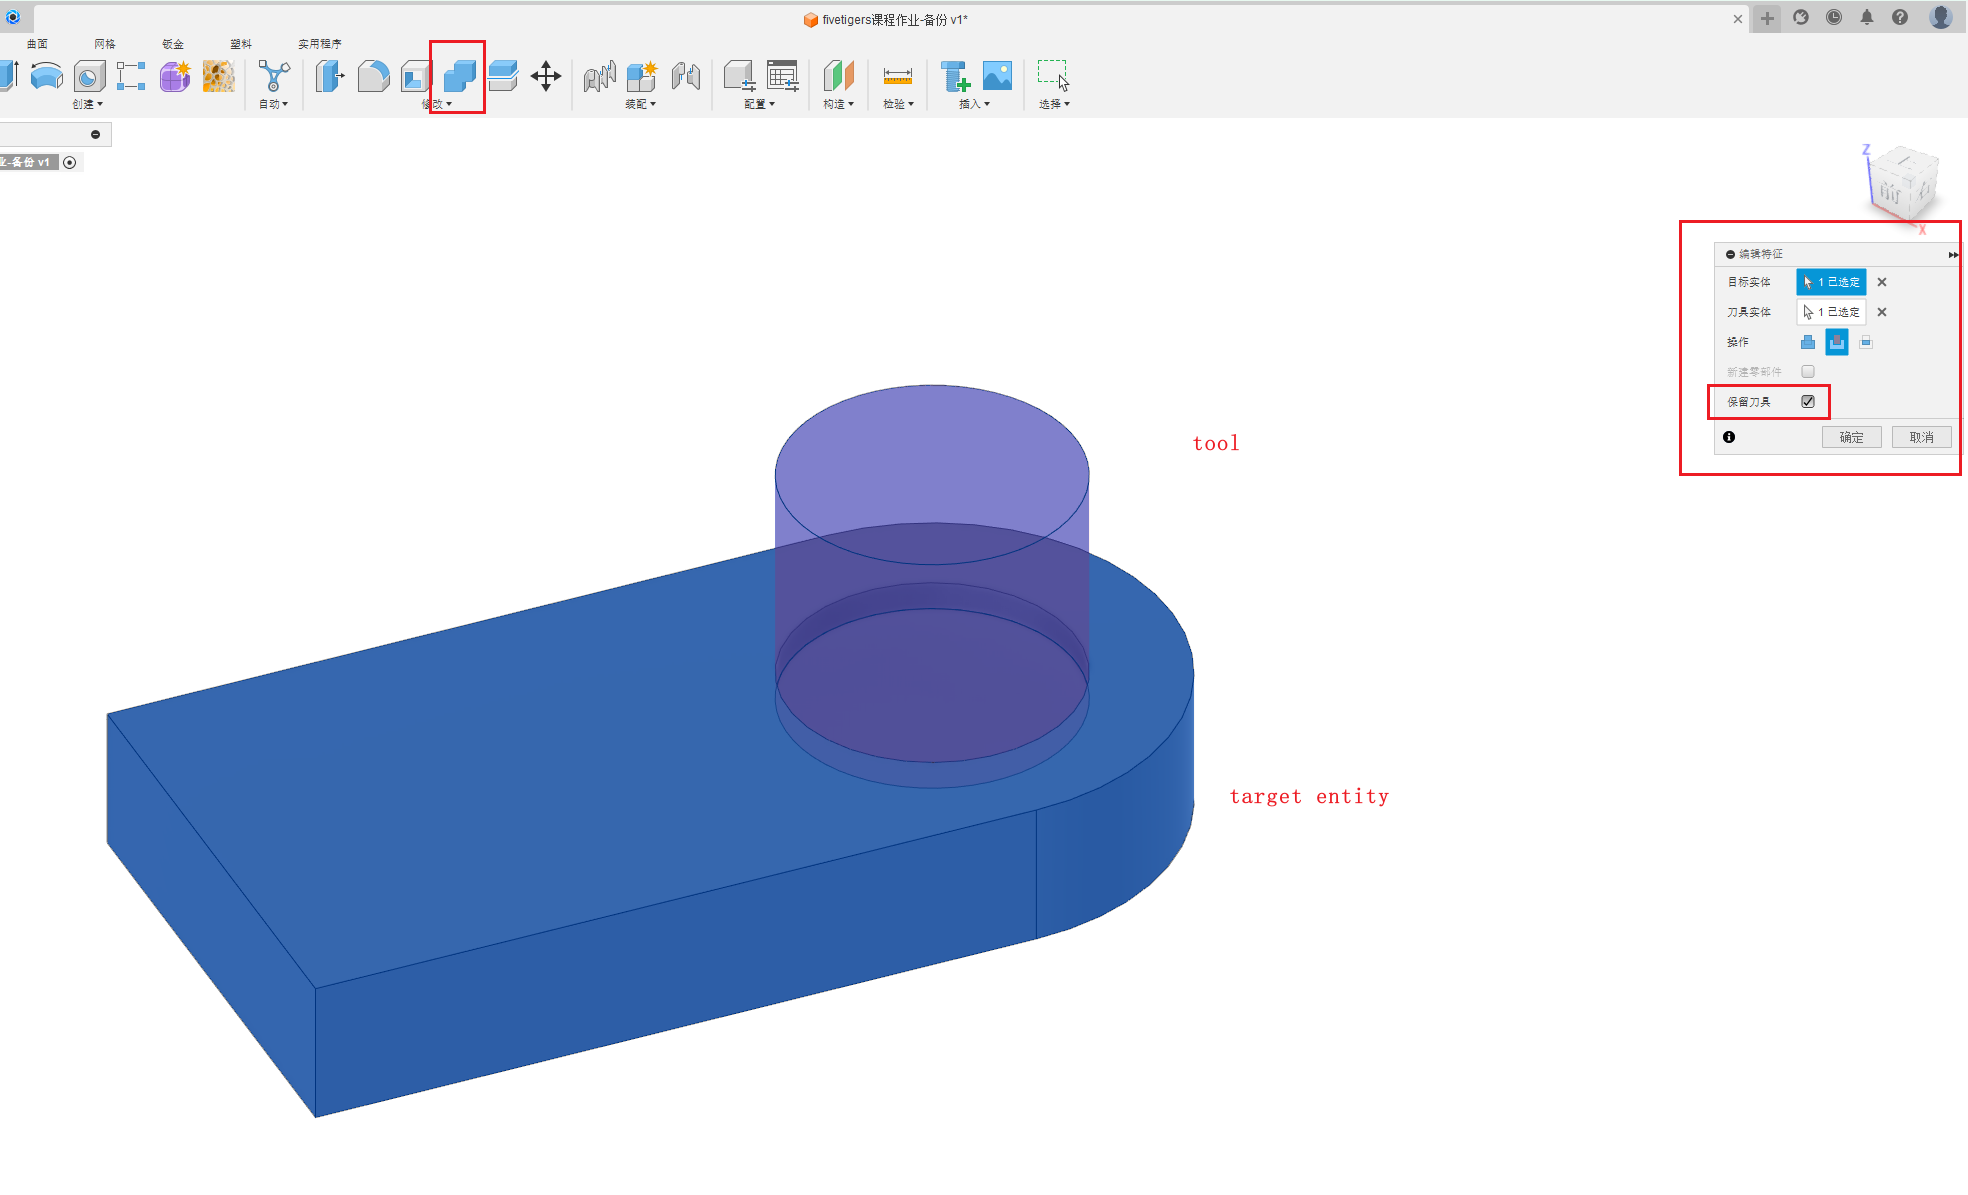 fivetigers课程作业-备份 v1*
曲面 网格 钣金 塑料 实用程序
创建 自动 修改 装配 配置 构造 检验 插入 选择
业-备份 v1
Z
前
X
编辑特征
目标实体 1 已选定
刀具实体 1 已选定
操作
新建零部件
保留刀具
确定 取消
tool
target entity